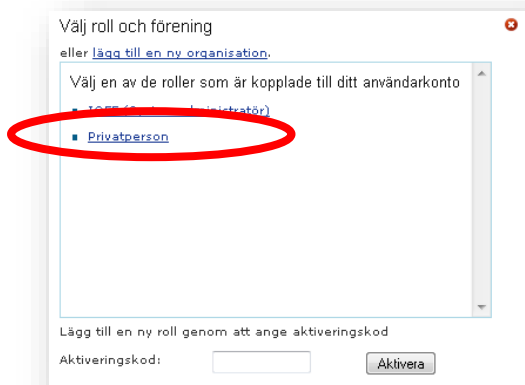 Välj roll och förening
eller lägg till en ny organisation.
Välj en av de roller som är kopplade till ditt användarkonto
Privatperson
Lägg till en ny roll genom att ange aktiveringskod
Aktiveringskod:
Aktivera